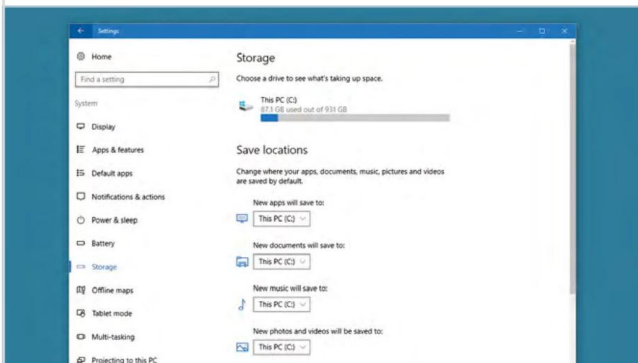 Settings
Home
Find a setting
System
Display
Apps & features
Default apps
Notifications & actions
Power & sleep
Battery
Storage
Offline maps
Tablet mode
Multi-tasking
Projecting to this PC
Storage
Choose a drive to see what's taking up space.
This PC (C:)
87.1 GB used out of 931 GB
Save locations
Change where your apps, documents, music, pictures and videos
are saved by default.
New apps will save to:
This PC (C:)
New documents will save to:
This PC (C:)
New music will save to:
This PC (C:)
New photos and videos will be saved to:
This PC (C:)